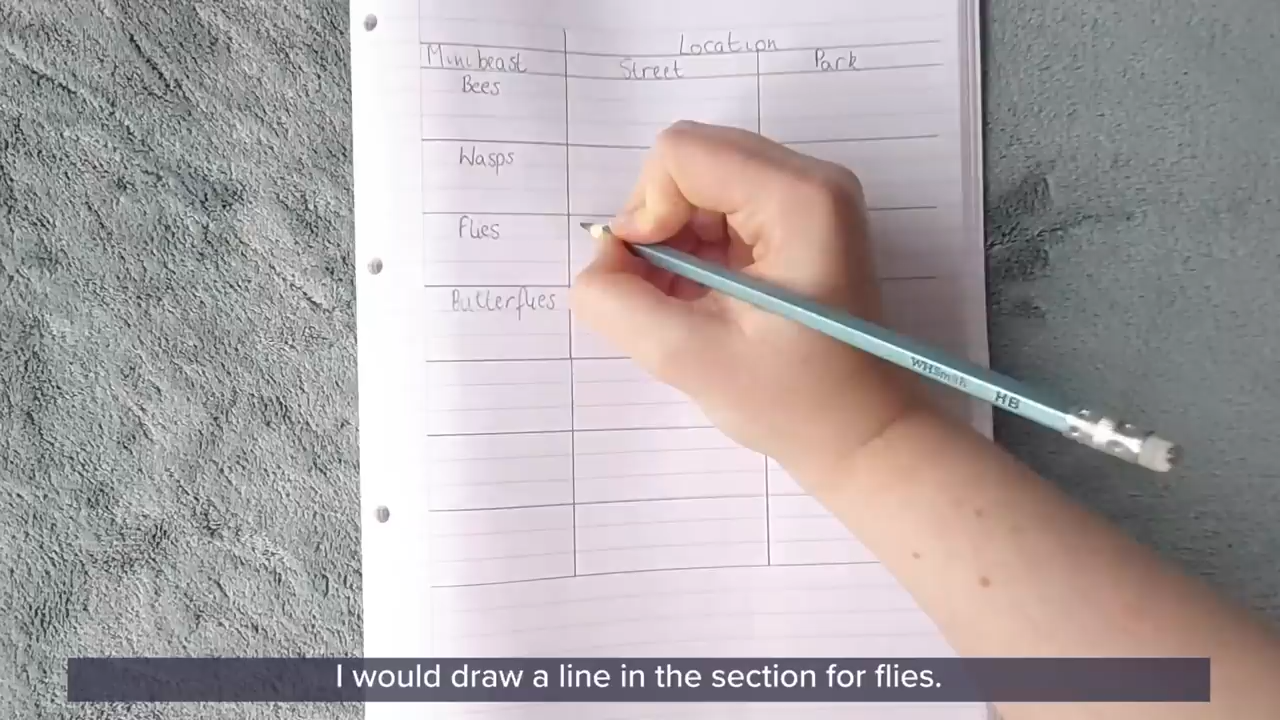 Location
Minibeast Street Park
Bees
Wasps
Flies
Butterflies
WHSmith HB
I would draw a line in the section for flies.